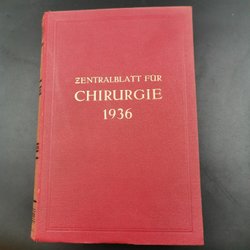 ZENTRALBLATT FÜR
CHIRURGIE
1936